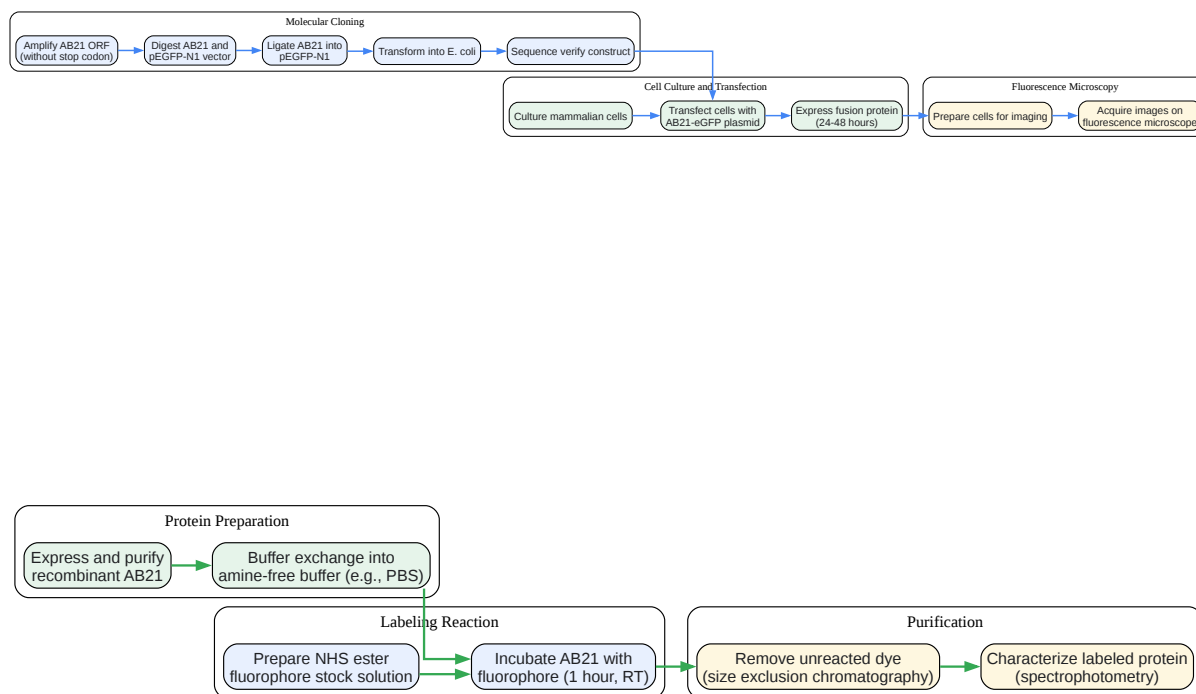 Molecular Cloning
Amplify AB21 ORF
(without stop codon)
Digest AB21 and
pEGFP-N1 vector
Ligate AB21 into
pEGFP-N1
Transform into E. coli
Sequence verify construct
Cell Culture and Transfection
Culture mammalian cells
Transfect cells with
AB21-eGFP plasmid
Express fusion protein
(24-48 hours)
Fluorescence Microscopy
Prepare cells for imaging
Acquire images on
fluorescence microscope
Protein Preparation
Express and purify
recombinant AB21
Buffer exchange into
amine-free buffer (e.g., PBS)
Labeling Reaction
Prepare NHS ester
fluorophore stock solution
Incubate AB21 with
fluorophore (1 hour, RT)
Purification
Remove unreacted dye
(size exclusion chromatography)
Characterize labeled protein
(spectrophotometry)